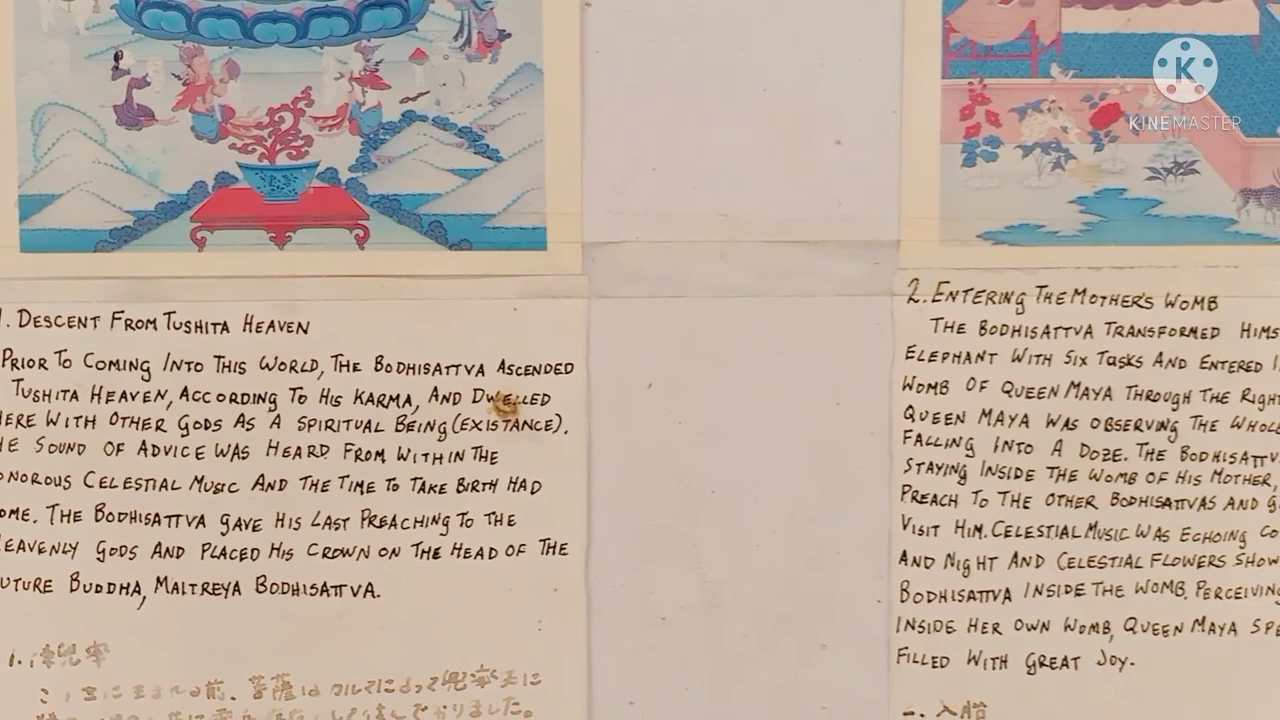 K
KINEMASTER
1. DESCENT FROM TUSHITA HEAVEN
PRIOR TO COMING INTO THIS WORLD, THE BODHISATTVA ASCENDED
TUSHITA HEAVEN, ACCORDING TO HIS KARMA, AND DWELLED
HERE WITH OTHER GODS AS A SPIRITUAL BEING (EXISTANCE).
HE SOUND OF ADVICE WAS HEARD FROM WITHIN THE
ONOROUS CELESTIAL MUSIC AND THE TIME TO TAKE BIRTH HAD
OME. THE BODHISATTVA GAVE HIS LAST PREACHING TO THE
EAVENLY GODS AND PLACED HIS CROWN ON THE HEAD OF THE
UTURE BUDDHA, MAITREYA BODHISATTVA.
1.
2. ENTERING THE MOTHER'S WOMB
THE BODHISATTVA TRANSFORMED HIMS
ELEPHANT WITH SIX TASKS AND ENTERED I
WOMB OF QUEEN MAYA THROUGH THE RIGHT
QUEEN MAYA WAS OBSERVING THE WHOLE
FALLING INTO A DOZE. THE BODHISATTV
STAYING INSIDE THE WOMB OF HIS MOTHER,
PREACH TO THE OTHER BODHISATTVAS AND G
VISIT HIM. CELESTIAL MUSIC WAS ECHOING CO
AND NIGHT AND CELESTIAL FLOWERS SHOW
BODHISATTVA INSIDE THE WOMB. PERCEIVING
INSIDE HER OWN WOMB, QUEEN MAYA SPE
FILLED WITH GREAT JOY.